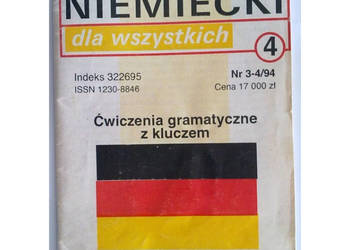 NIEMIECKI
dla wszystkich
4
Indeks 322695
ISSN 1230-8846
Nr 3-4/94
Cena 17 000 zł
Ćwiczenia gramatyczne
z kluczem